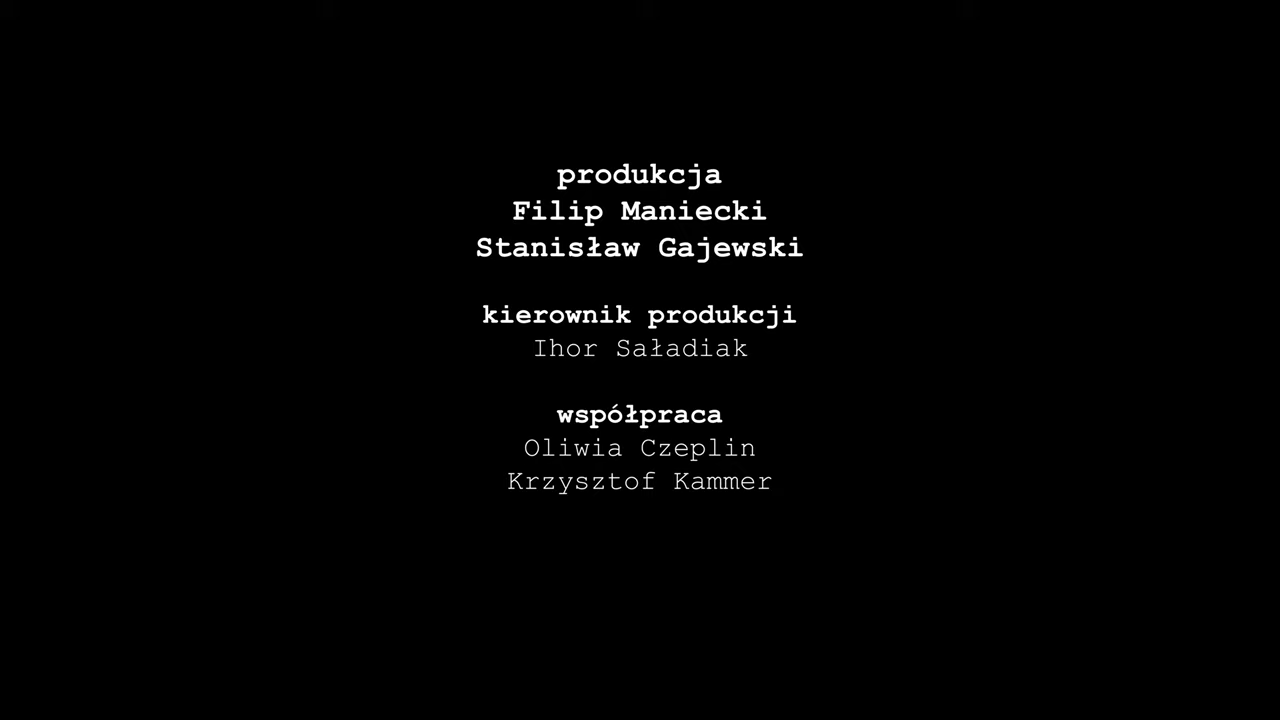 produkcja
Filip Maniecki
Stanisław Gajewski
kierownik produkcji
Ihor Saładiak
współpraca
Oliwia Czeplin
Krzysztof Kammer